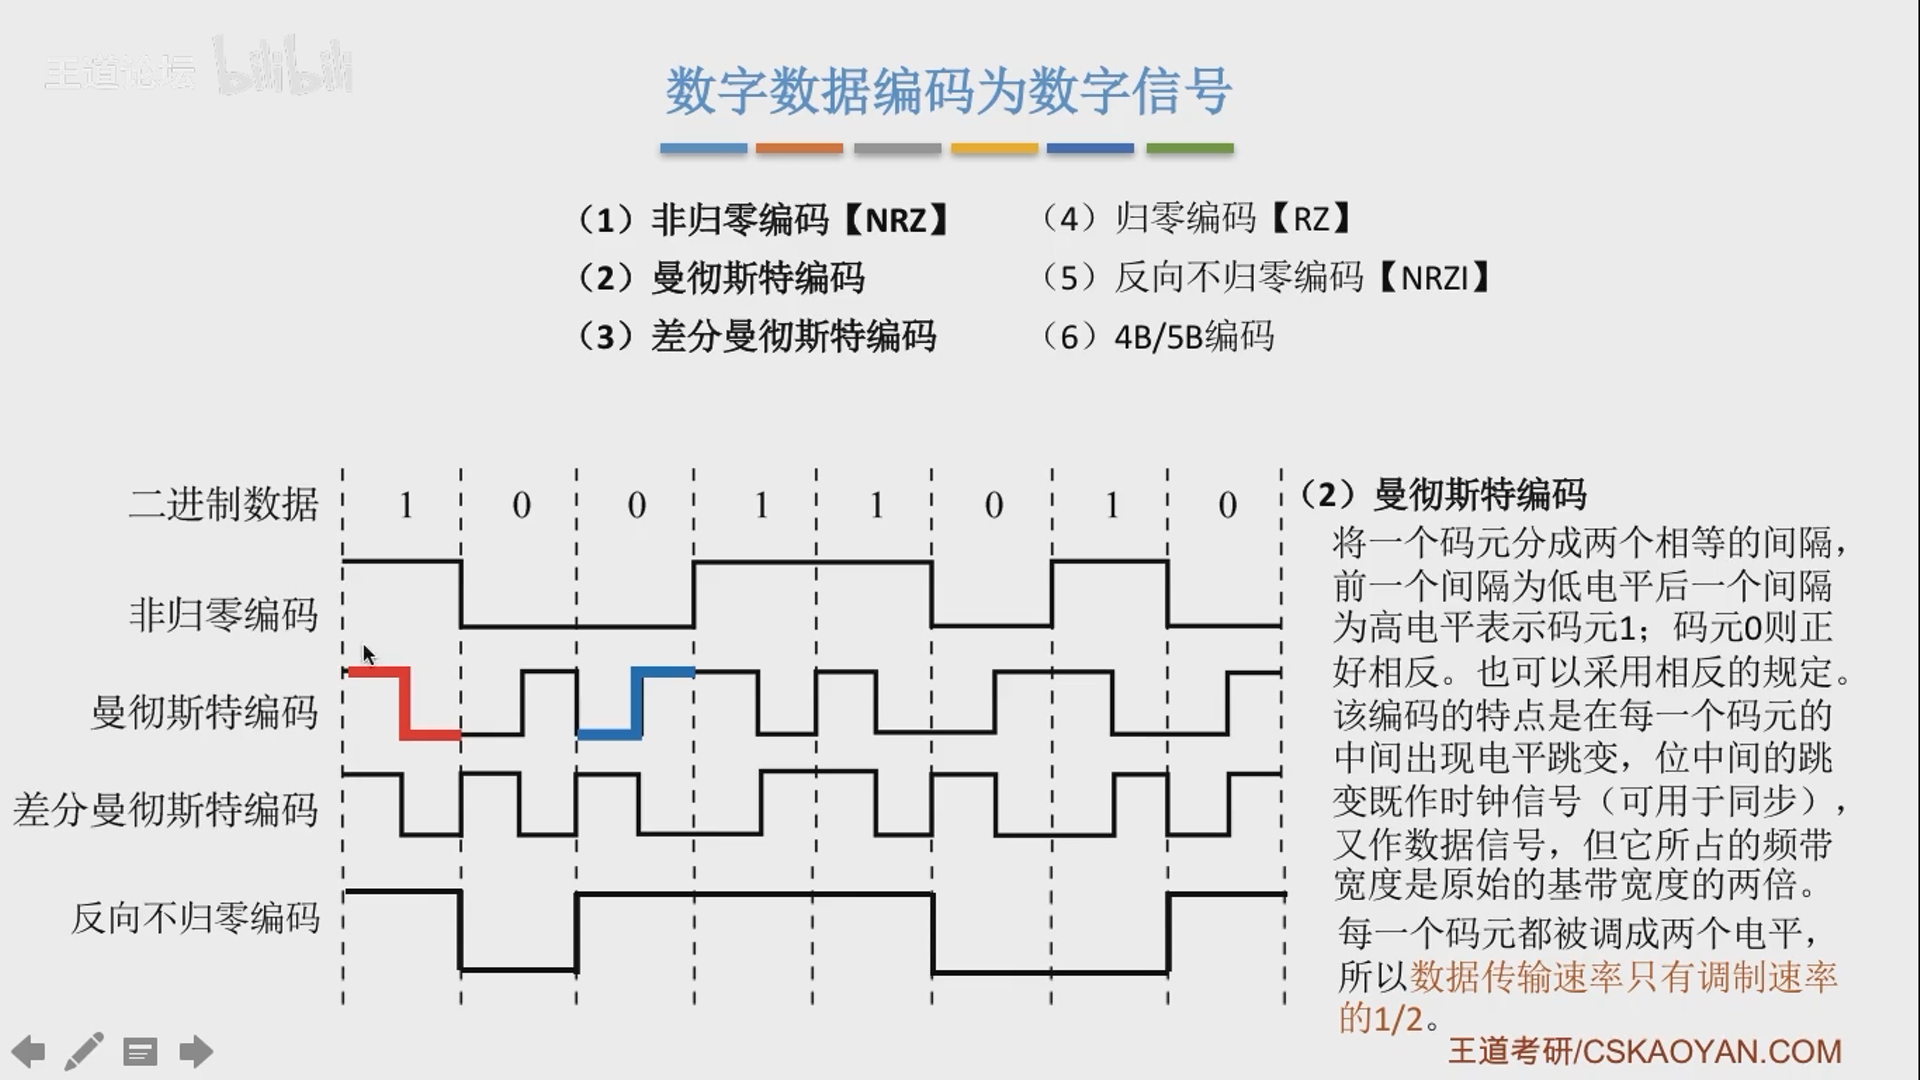 王道论坛 bilibili
数字数据编码为数字信号
（1）非归零编码【NRZ】
（2）曼彻斯特编码
（3）差分曼彻斯特编码
（4）归零编码【RZ】
（5）反向不归零编码【NRZI】
（6）4B/5B编码
二进制数据 1 0 0 1 1 0 1 0
非归零编码
曼彻斯特编码
差分曼彻斯特编码
反向不归零编码
（2）曼彻斯特编码
将一个码元分成两个相等的间隔，
前一个间隔为低电平后一个间隔
为高电平表示码元1；码元0则正
好相反。也可以采用相反的规定。
该编码的特点是在每一个码元的
中间出现电平跳变，位中间的跳
变既作时钟信号（可用于同步），
又作数据信号，但它所占的频带
宽度是原始的基带宽度的两倍。
每一个码元都被调成两个电平，
所以数据传输速率只有调制速率
的1/2。
王道考研/CSKAOYAN.COM